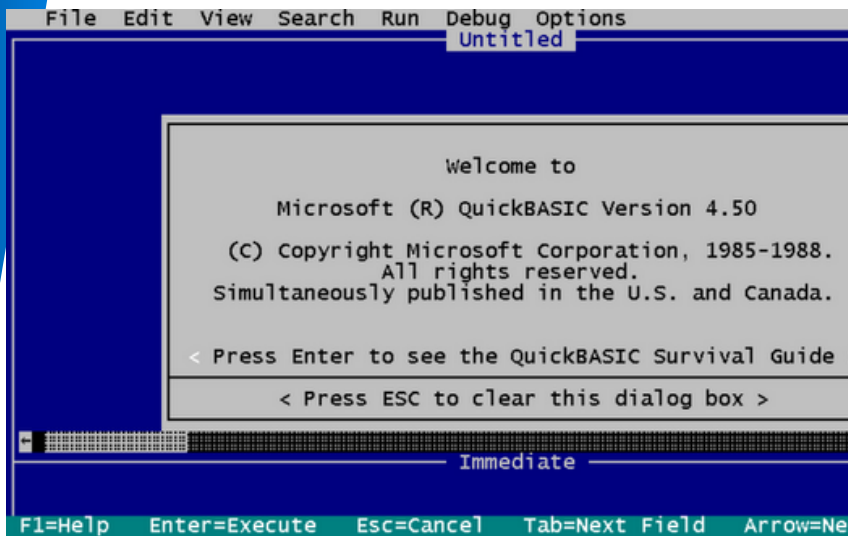 File Edit View Search Run Debug Options
Untitled
Welcome to
Microsoft (R) QuickBASIC Version 4.50
(C) Copyright Microsoft Corporation, 1985-1988.
All rights reserved.
Simultaneously published in the U.S. and Canada.
< Press Enter to see the QuickBASIC Survival Guide
< Press ESC to clear this dialog box >
Immediate
F1=Help Enter=Execute Esc=Cancel Tab=Next Field Arrow=Ne